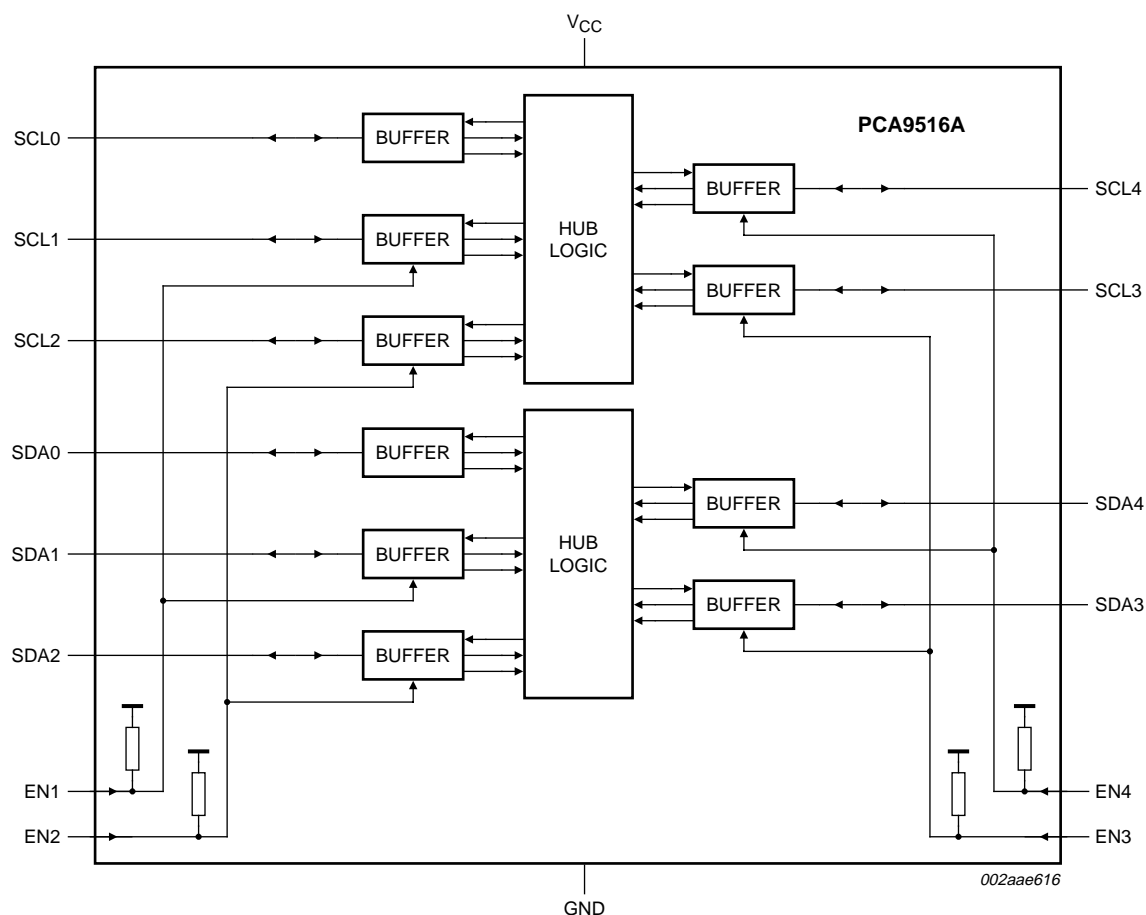 VCC
PCA9516A
SCL0
BUFFER
BUFFER
SCL4
SCL1
BUFFER
HUB
LOGIC
BUFFER
SCL3
SCL2
BUFFER
SDA0
BUFFER
BUFFER
SDA4
SDA1
BUFFER
HUB
LOGIC
BUFFER
SDA3
SDA2
BUFFER
EN1
EN4
EN2
EN3
002aae616
GND